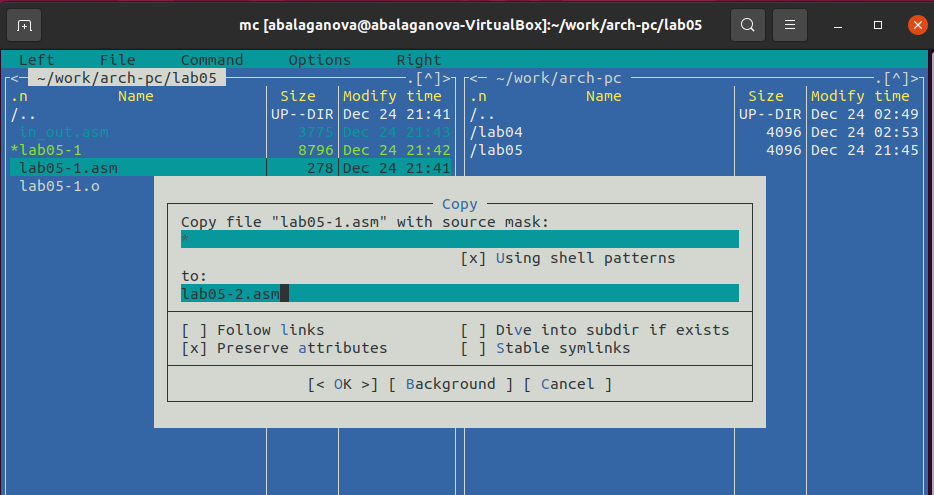 mc [abalaganova@abalaganova-VirtualBox]:~/work/arch-pc/lab05
Left File Command Options Right
<— ~/work/arch-pc/lab05 .[^]>
.n Name Size Modify time
/.. UP--DIR Dec 24 21:41
in_out.asm 3775 Dec 24 21:43
*lab05-1 8796 Dec 24 21:42
lab05-1.asm 278 Dec 24 21:41
lab05-1.o
<— ~/work/arch-pc .[^]>
.n Name Size Modify time
/.. UP--DIR Dec 24 02:49
/lab04 4096 Dec 24 02:53
/lab05 4096 Dec 24 21:45
Copy
Copy file "lab05-1.asm" with source mask:
*
[x] Using shell patterns
to:
lab05-2.asm
[ ] Follow links [ ] Dive into subdir if exists
[x] Preserve attributes [ ] Stable symlinks
[< OK >] [ Background ] [ Cancel ]